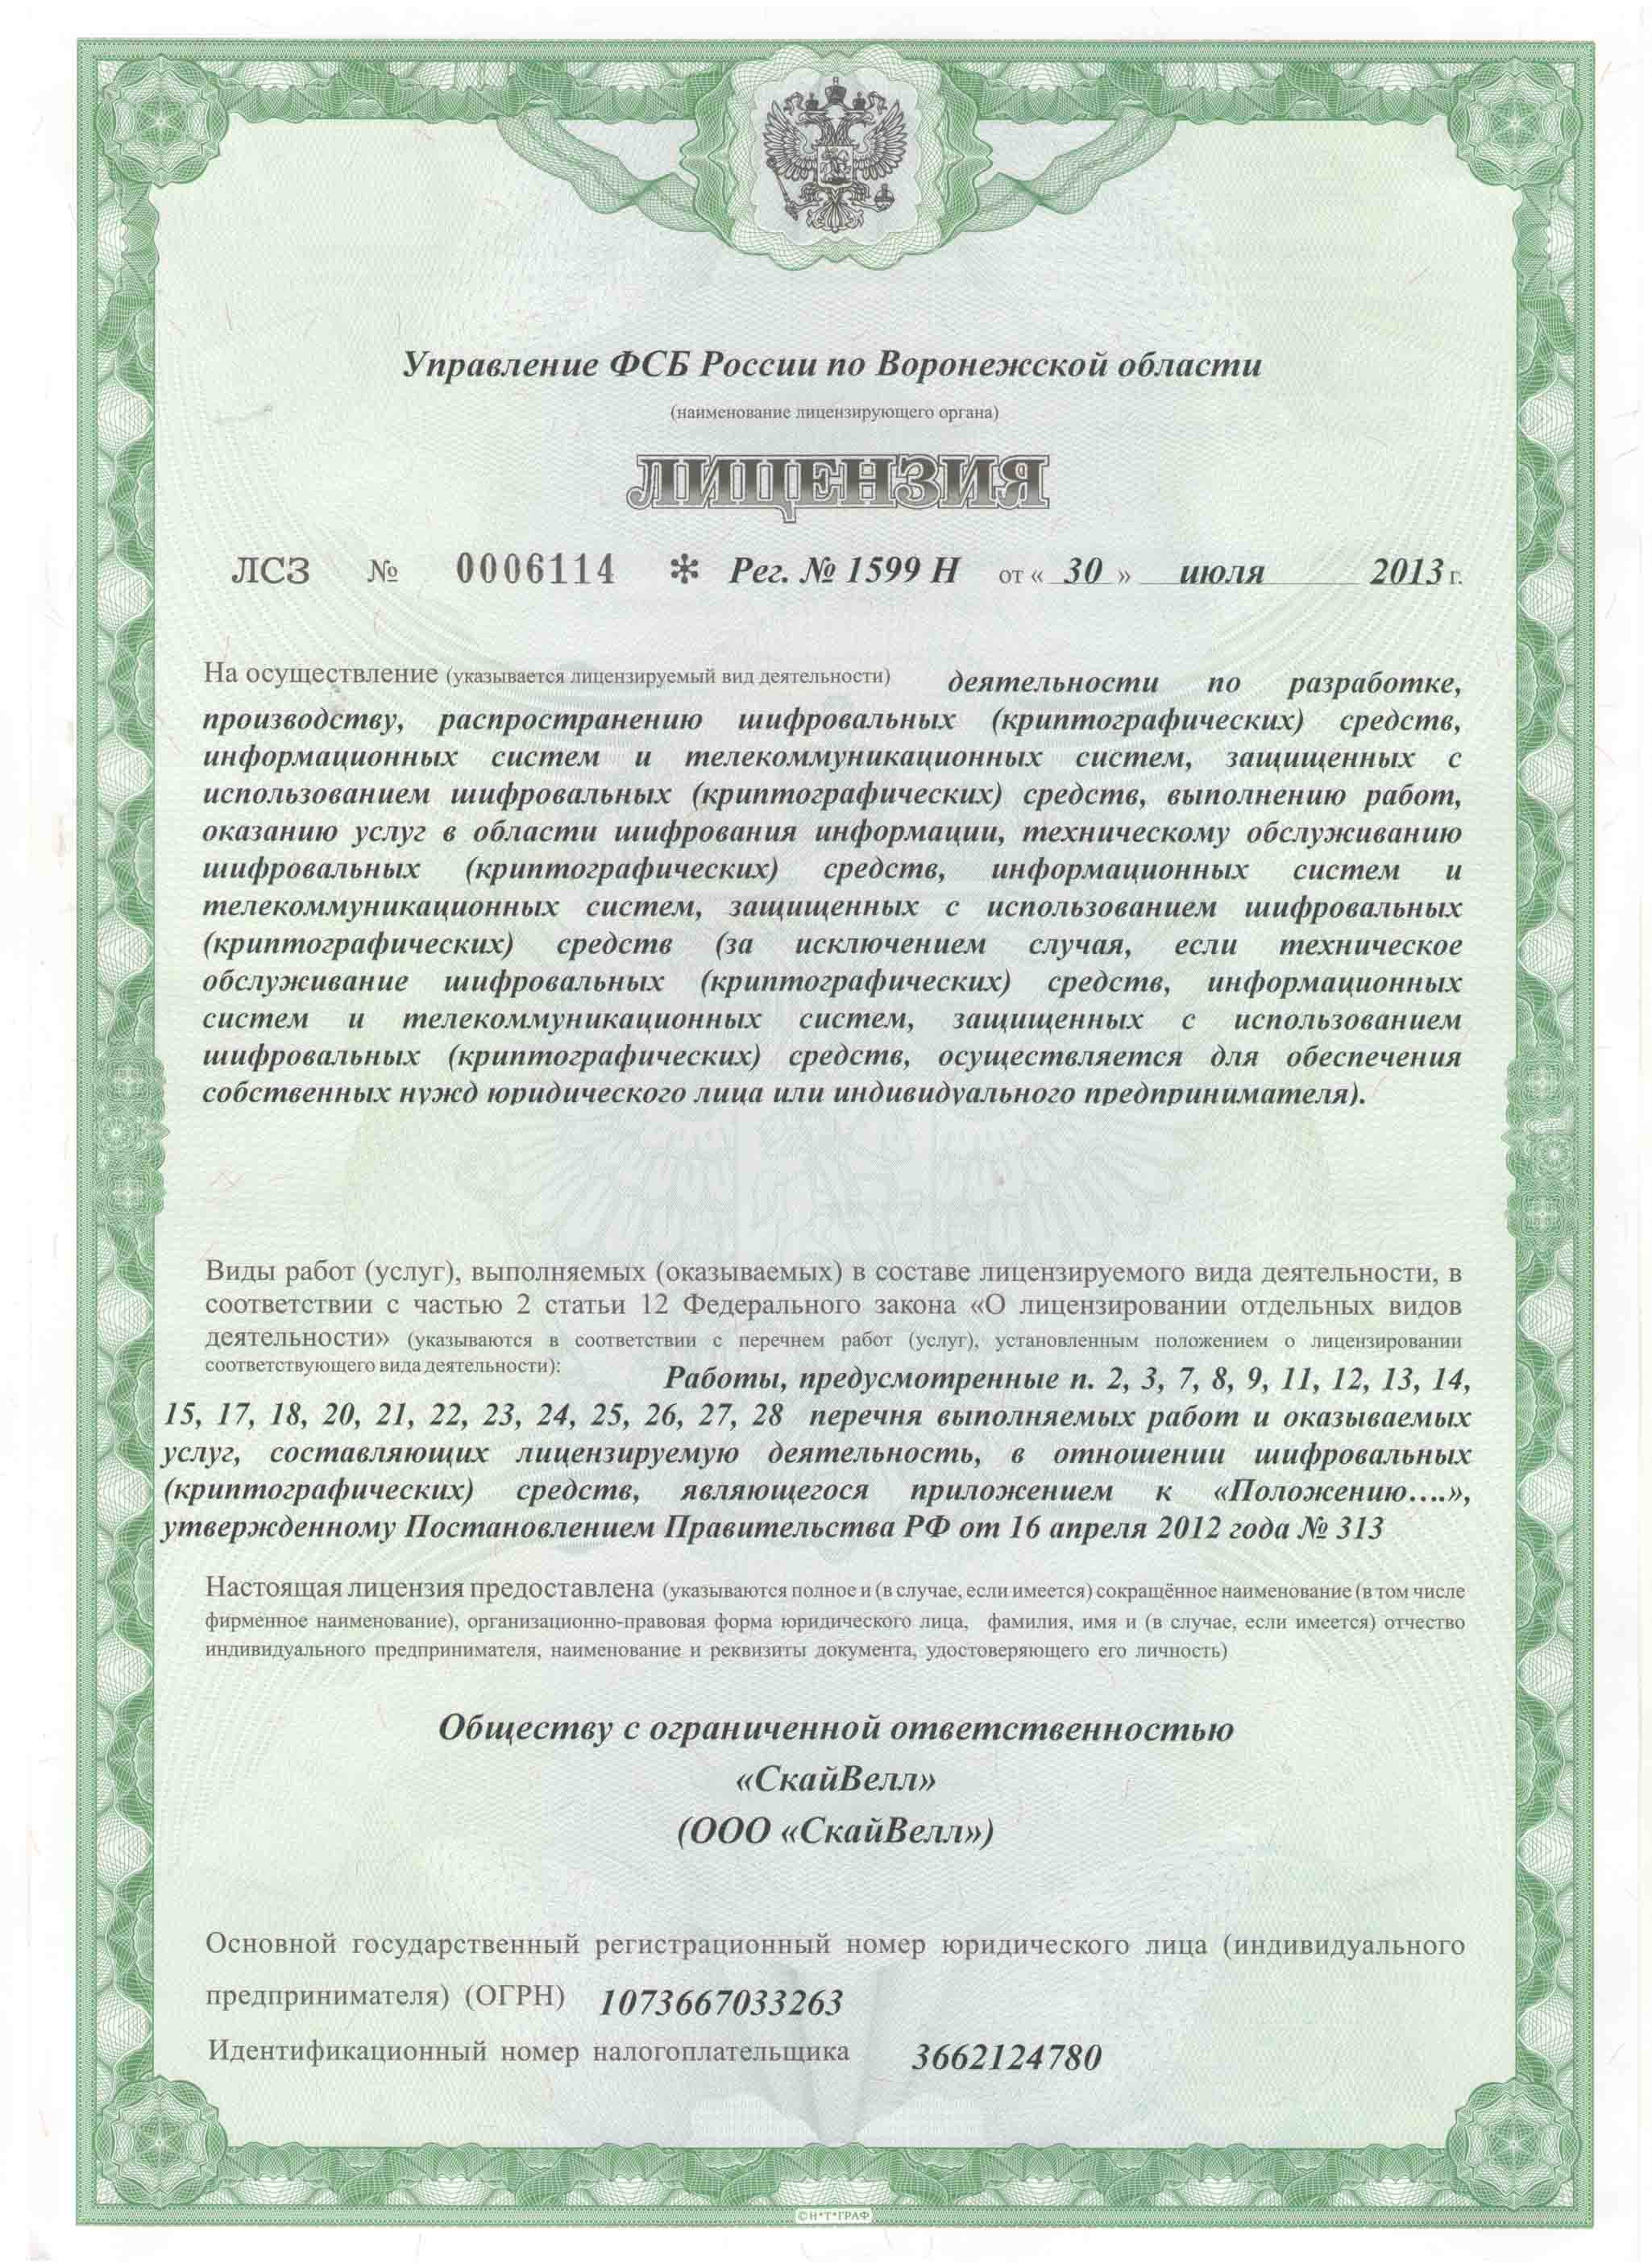 Управление ФСБ России по Воронежской области
(наименование лицензирующего органа)
ЛИЦЕНЗИЯ
ЛСЗ № 0006114 * Рег. № 1599 Н от « 30 » июля 2013 г.
На осуществление (указывается лицензируемый вид деятельности) деятельности по разработке,
производству, распространению шифровальных (криптографических) средств,
информационных систем и телекоммуникационных систем, защищенных с
использованием шифровальных (криптографических) средств, выполнению работ,
оказанию услуг в области шифрования информации, техническому обслуживанию
шифровальных (криптографических) средств, информационных систем и
телекоммуникационных систем, защищенных с использованием шифровальных
(криптографических) средств (за исключением случая, если техническое
обслуживание шифровальных (криптографических) средств, информационных
систем и телекоммуникационных систем, защищенных с использованием
шифровальных (криптографических) средств, осуществляется для обеспечения
собственных нужд юридического лица или индивидуального предпринимателя).
Виды работ (услуг), выполняемых (оказываемых) в составе лицензируемого вида деятельности, в
соответствии с частью 2 статьи 12 Федерального закона «О лицензировании отдельных видов
деятельности» (указываются в соответствии с перечнем работ (услуг), установленным положением о лицензировании
соответствующего вида деятельности): Работы, предусмотренные п. 2, 3, 7, 8, 9, 11, 12, 13, 14,
15, 17, 18, 20, 21, 22, 23, 24, 25, 26, 27, 28 перечня выполняемых работ и оказываемых
услуг, составляющих лицензируемую деятельность, в отношении шифровальных
(криптографических) средств, являющегося приложением к «Положению….»,
утвержденному Постановлением Правительства РФ от 16 апреля 2012 года № 313
Настоящая лицензия предоставлена (указываются полное и (в случае, если имеется) сокращённое наименование (в том числе
фирменное наименование), организационно-правовая форма юридического лица, фамилия, имя и (в случае, если имеется) отчество
индивидуального предпринимателя, наименование и реквизиты документа, удостоверяющего его личность)
Обществу с ограниченной ответственностью
«СкайВелл»
(ООО «СкайВелл»)
Основной государственный регистрационный номер юридического лица (индивидуального
предпринимателя) (ОГРН) 1073667033263
Идентификационный номер налогоплательщика 3662124780
©Н*Т*ГРАФ